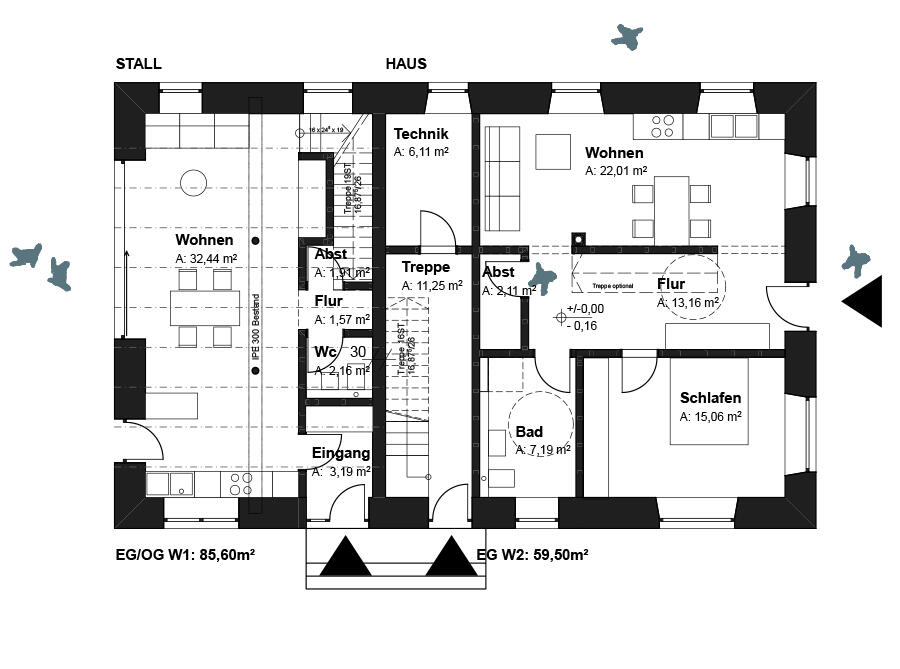 STALL
HAUS
16 x 24⁵ x 19
Technik
A: 6,11 m²
Wohnen
A: 22,01 m²
Treppe 19ST
16,87⁵/26
Wohnen
A: 32,44 m²
Abst
A: 1,91 m²
Treppe
A: 11,25 m²
Abst
A: 2,11 m²
Treppe optional
Flur
A: 13,16 m²
Flur
A: 1,57 m²
+/-0,00
- 0,16
IPE 300 Bestand
Wc
30
A: 2,16 m²
Treppe 16ST
16,87⁵/26
Schlafen
A: 15,06 m²
Bad
A: 7,19 m²
Eingang
A: 3,19 m²
EG/OG W1: 85,60m²
EG W2: 59,50m²